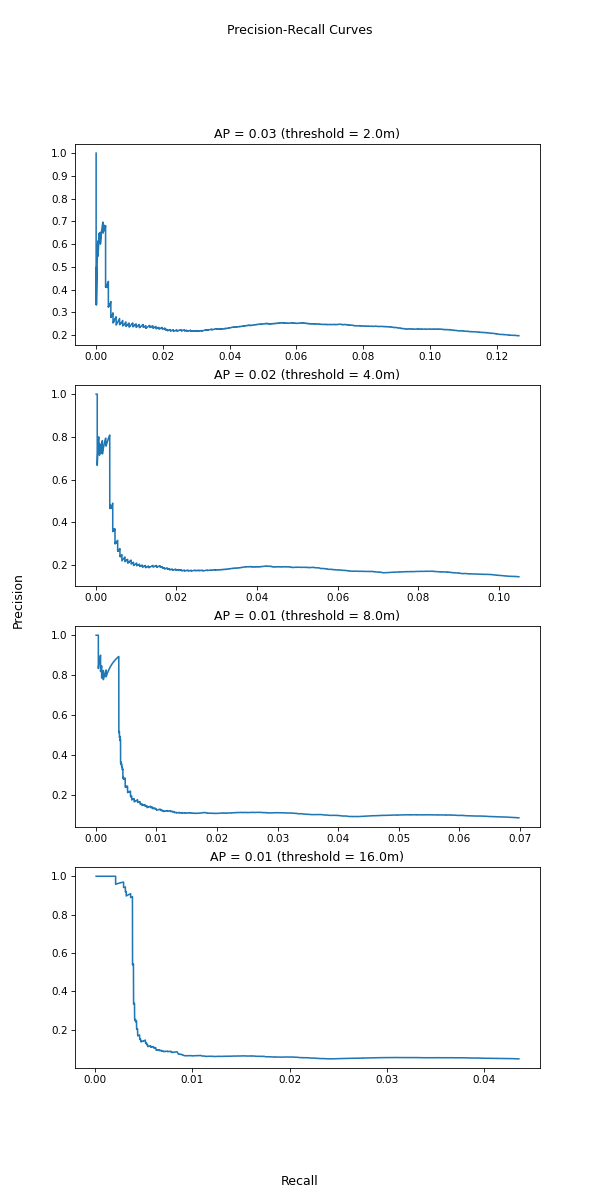 Precision-Recall Curves
AP = 0.03 (threshold = 2.0m)
1.0
0.9
0.8
0.7
0.6
0.5
0.4
0.3
0.2
0.00 0.02 0.04 0.06 0.08 0.10 0.12
AP = 0.02 (threshold = 4.0m)
1.0
0.8
0.6
0.4
0.2
0.00 0.02 0.04 0.06 0.08 0.10
Precision
AP = 0.01 (threshold = 8.0m)
1.0
0.8
0.6
0.4
0.2
0.00 0.01 0.02 0.03 0.04 0.05 0.06 0.07
AP = 0.01 (threshold = 16.0m)
1.0
0.8
0.6
0.4
0.2
0.00 0.01 0.02 0.03 0.04
Recall